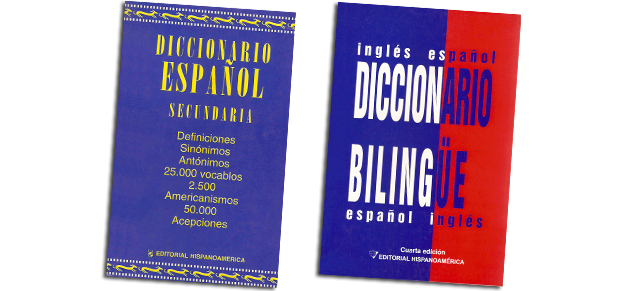 DICCIONARIO
ESPAÑOL
SECUNDARIA
Definiciones
Sinónimos
Antónimos
25.000 vocablos
2.500
Americanismos
50.000
Acepciones
EDITORIAL HISPANOAMERICA
inglés español
DICCIONARIO
BILINGÜE
español inglés
Cuarta edición
EDITORIAL HISPANOAMÉRICA